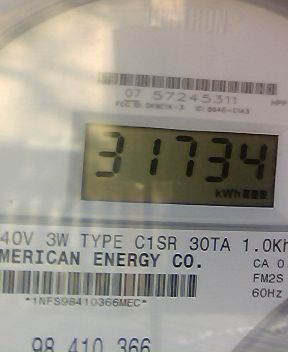 07 57245311
31734
kWh
40V 3W TYPE C1SR 30TA 1.0Kh
MERICAN ENERGY CO.
CA 0.
FM2S
60Hz
*1NFS98410366MEC*
98 410 366